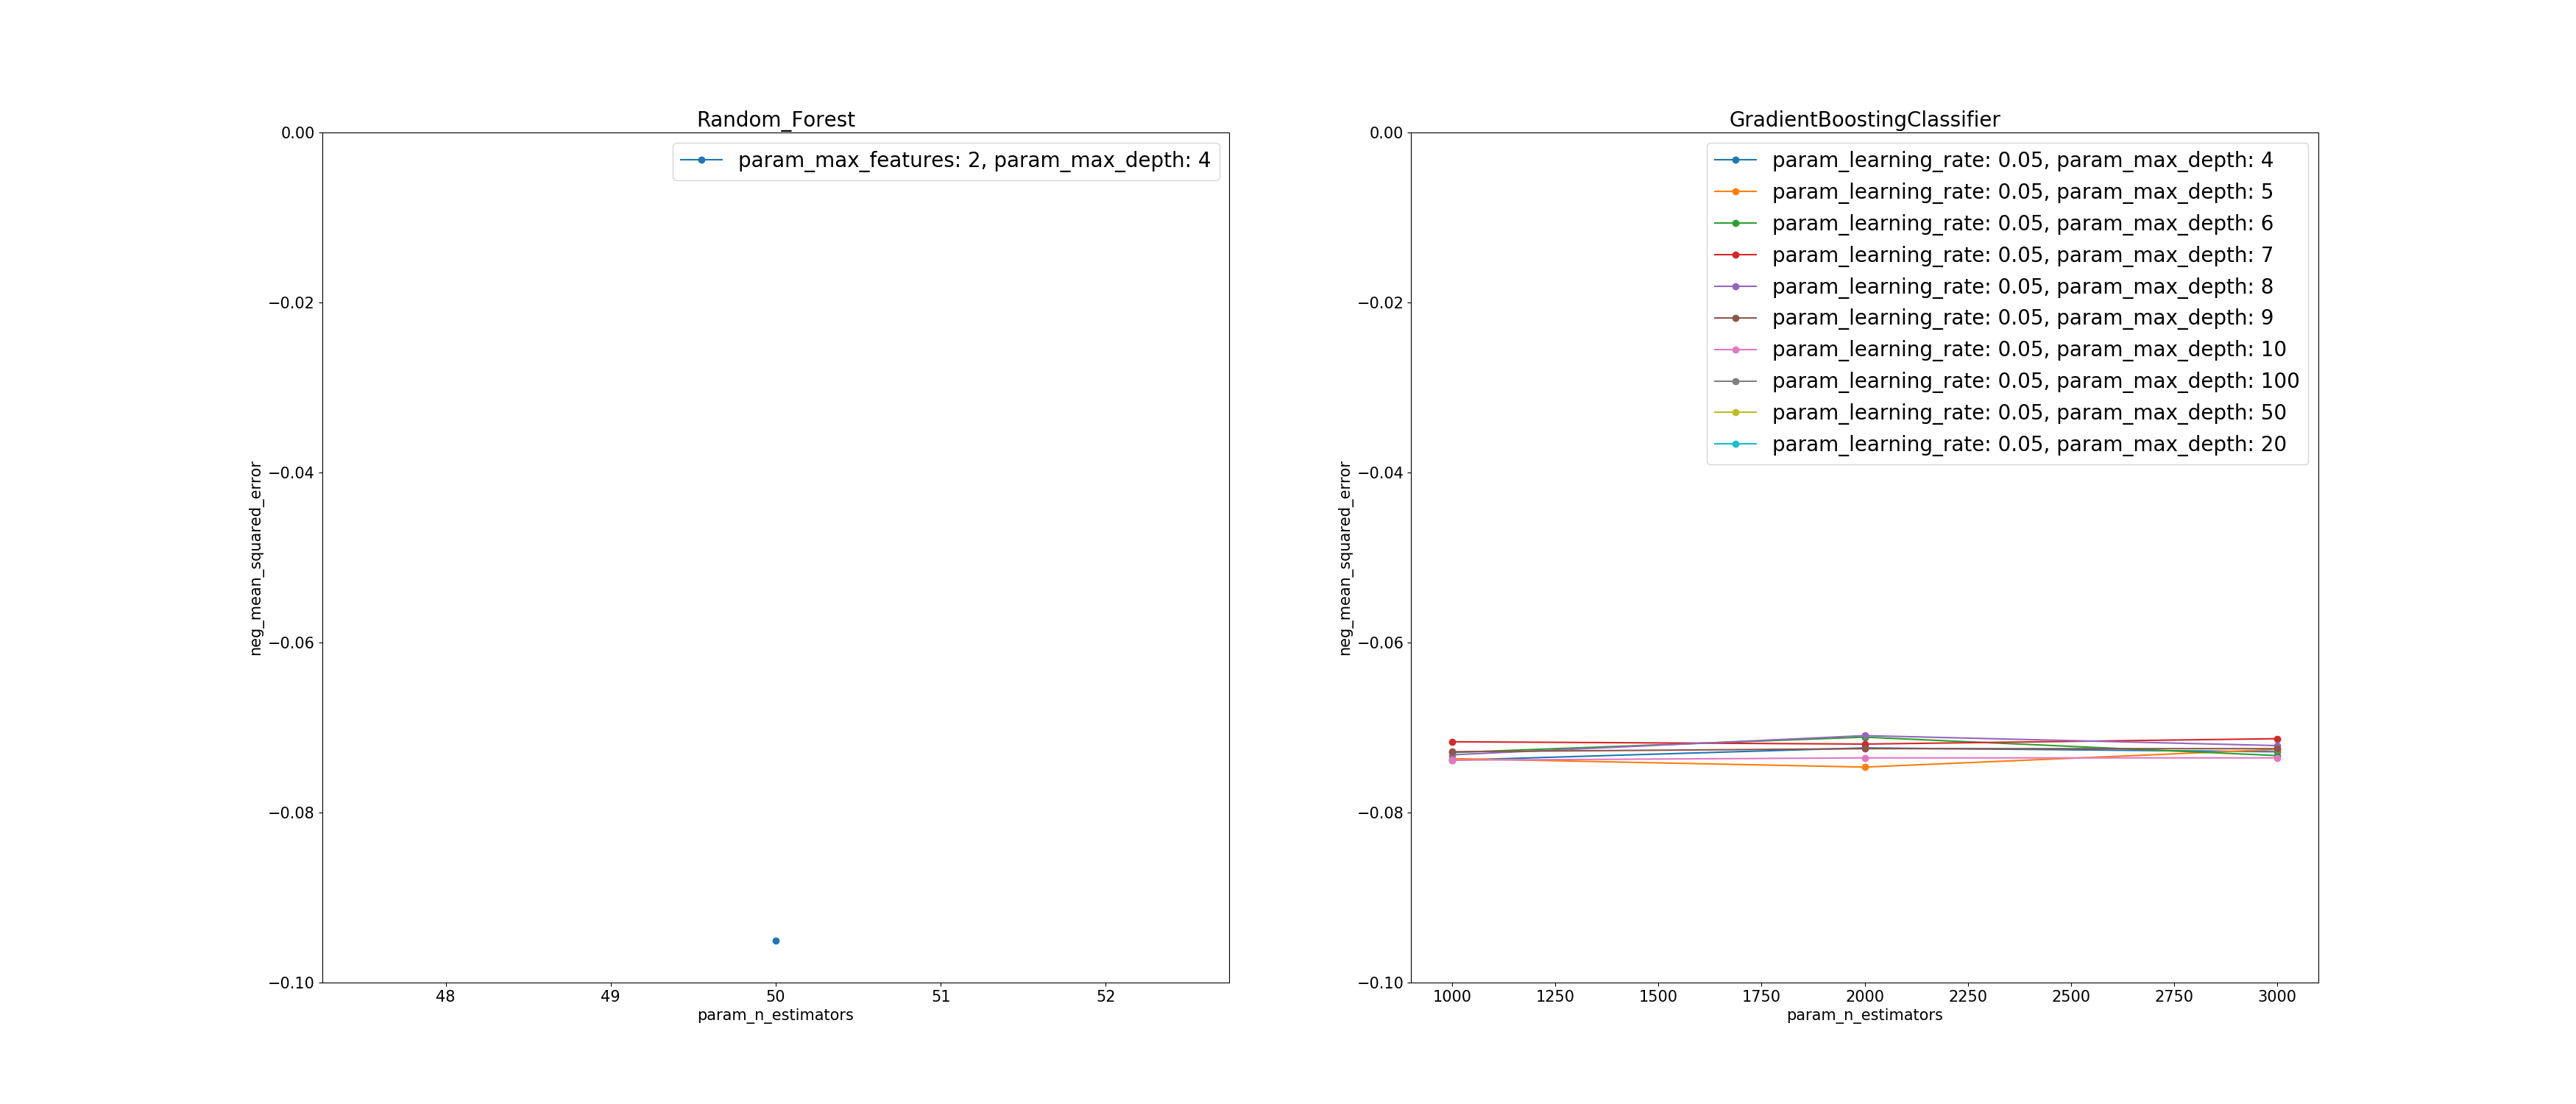 Random_Forest
param_max_features: 2, param_max_depth: 4
0.00
−0.02
−0.04
−0.06
−0.08
−0.10
neg_mean_squared_error
48 49 50 51 52
param_n_estimators
GradientBoostingClassifier
param_learning_rate: 0.05, param_max_depth: 4
param_learning_rate: 0.05, param_max_depth: 5
param_learning_rate: 0.05, param_max_depth: 6
param_learning_rate: 0.05, param_max_depth: 7
param_learning_rate: 0.05, param_max_depth: 8
param_learning_rate: 0.05, param_max_depth: 9
param_learning_rate: 0.05, param_max_depth: 10
param_learning_rate: 0.05, param_max_depth: 100
param_learning_rate: 0.05, param_max_depth: 50
param_learning_rate: 0.05, param_max_depth: 20
0.00
−0.02
−0.04
−0.06
−0.08
−0.10
neg_mean_squared_error
1000 1250 1500 1750 2000 2250 2500 2750 3000
param_n_estimators